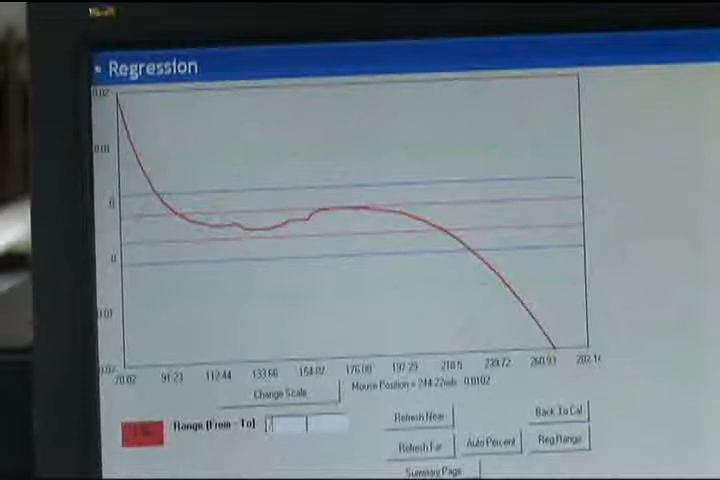 Regression
0.02
0.01
0
0
0.01
0.02
70.02 91.23 112.44 133.66 154.87 176.08 197.29 218.5 239.72 260.93 282.14
Change Scale
Mouse Position = 244.22with 0.0102
Range (From - To)
Refresh Near
Back To Cal
Refresh Far
Auto Percent
Reg Range
Summary Page